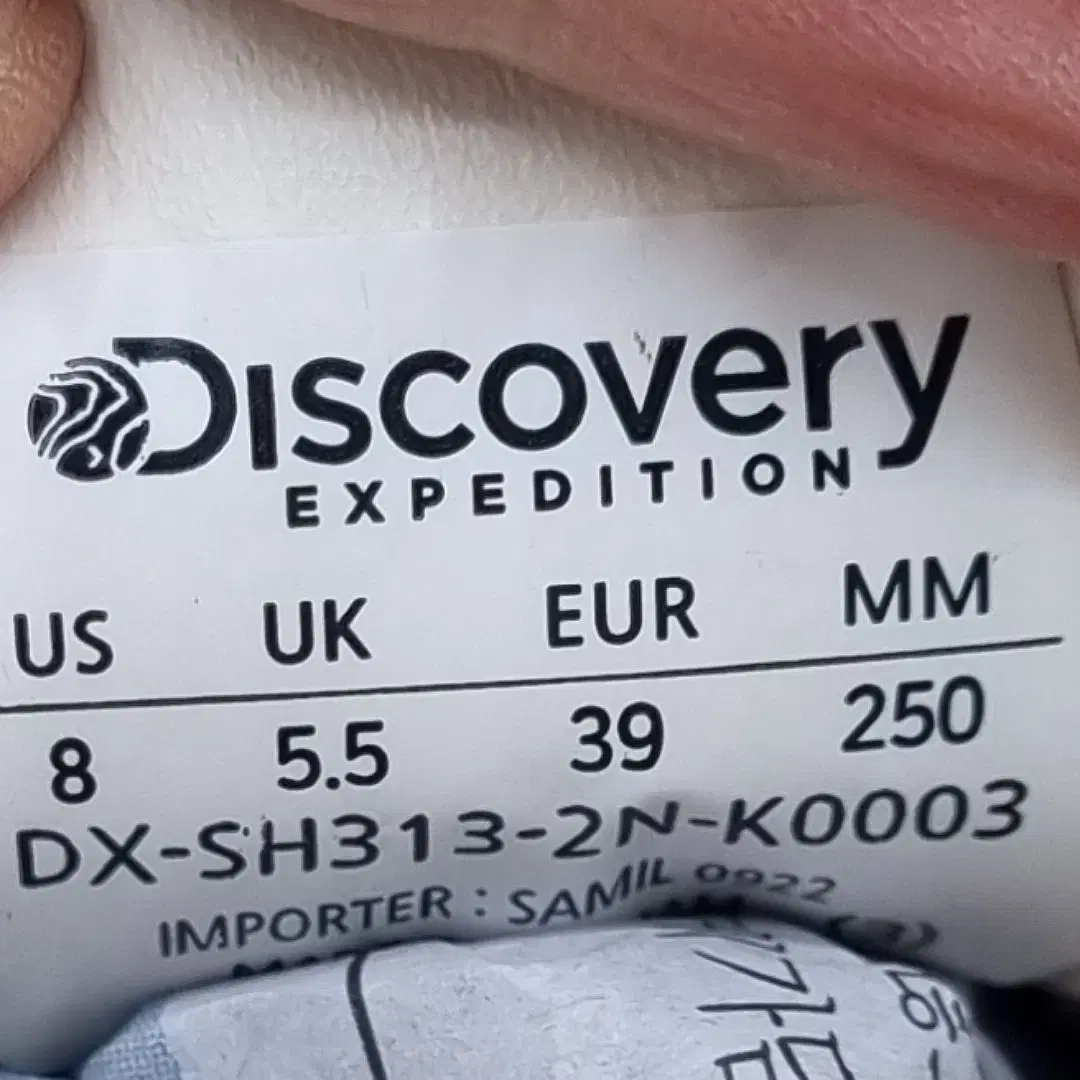 DISCOVERY
EXPEDITION
US UK EUR MM
8 5.5 39 250
DX-SH313-2N-K0003
IMPORTER : SAMIL 0922